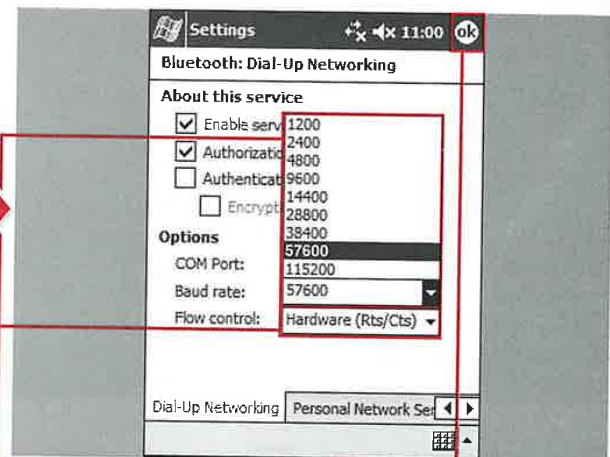 Settings 11:00 ok
Bluetooth: Dial-Up Networking
About this service
Enable serv
1200
2400
Authorizatio
4800
Authenticat
9600
14400
Encrypt
28800
38400
Options
57600
COM Port:
115200
Baud rate: 57600
Flow control: Hardware (Rts/Cts)
Dial-Up Networking Personal Network Ser